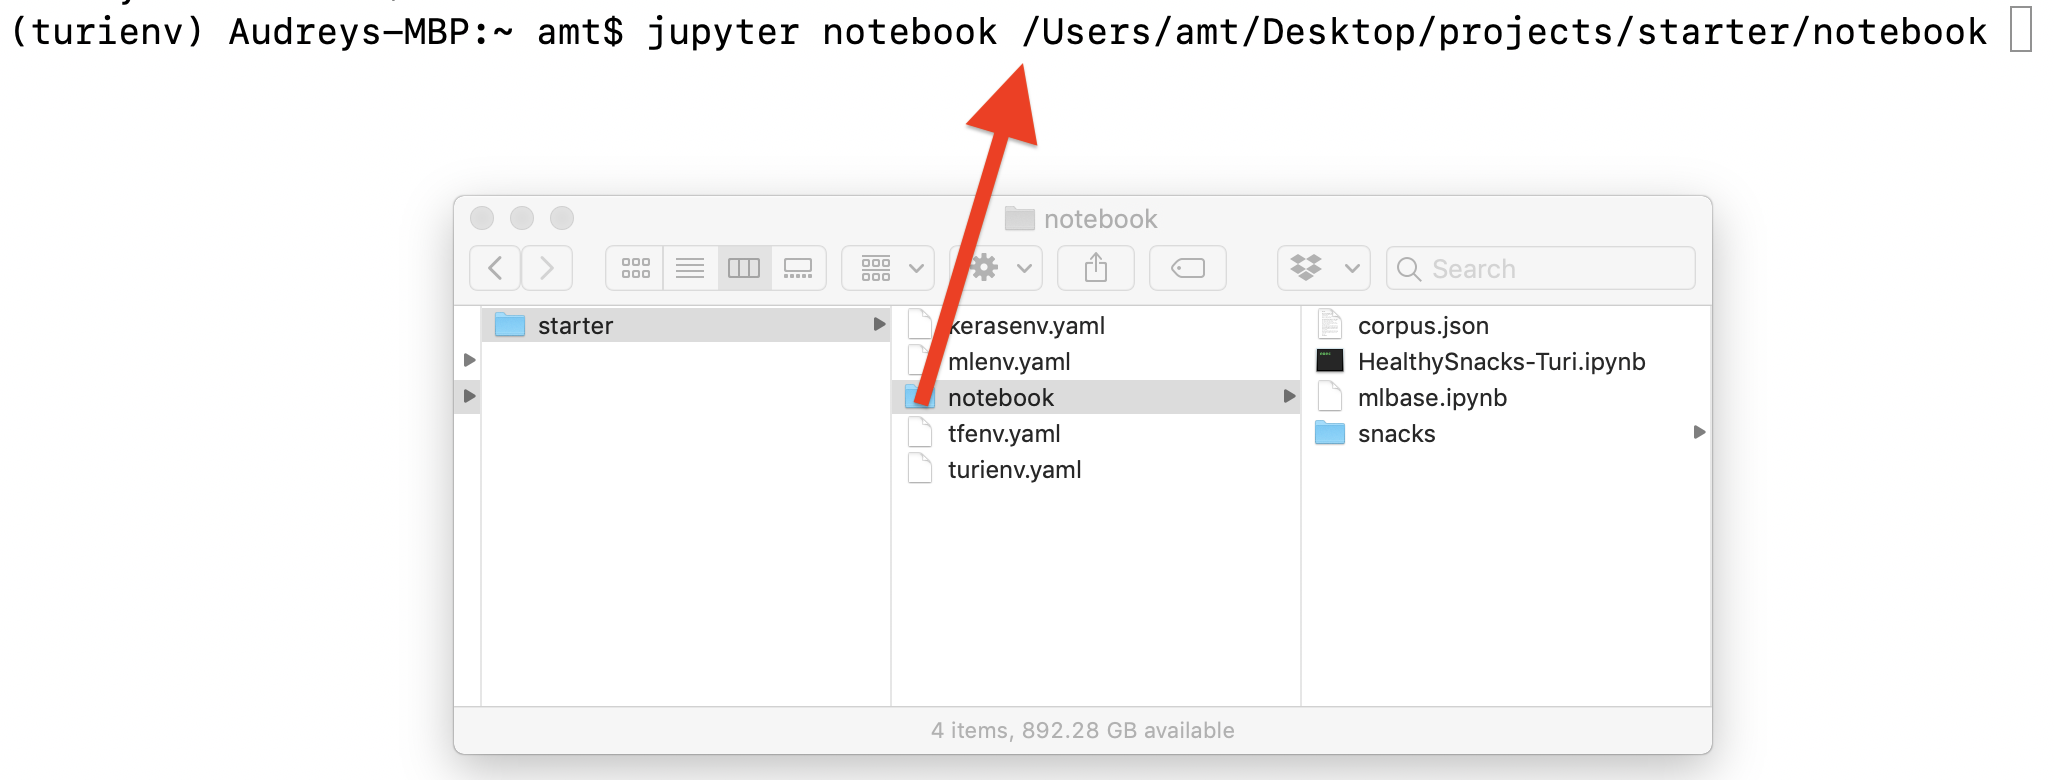 (turienv) Audreys-MBP:~ amt$ jupyter notebook /Users/amt/Desktop/projects/starter/notebook
notebook
Search
starter
kerasenv.yaml
mlenv.yaml
notebook
tfenv.yaml
turienv.yaml
corpus.json
HealthySnacks-Turi.ipynb
mlbase.ipynb
snacks
4 items, 892.28 GB available